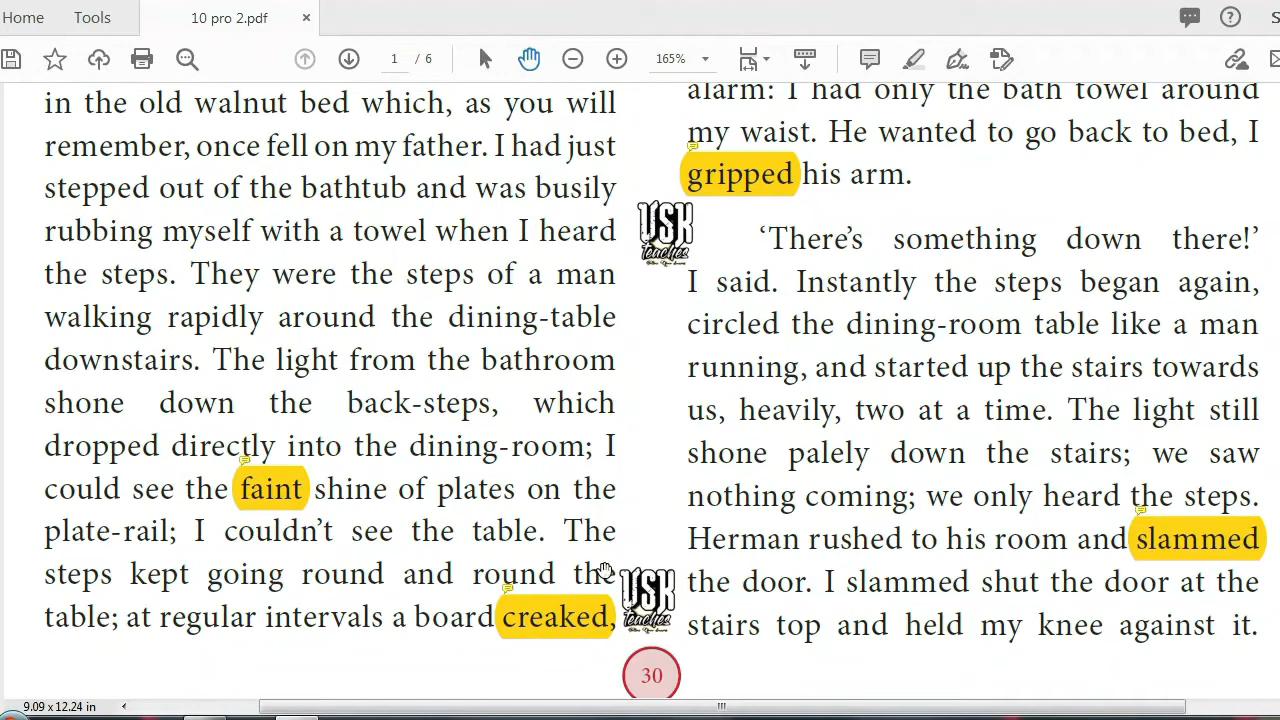 Home Tools 10 pro 2.pdf × S
1 / 6 165%
in the old walnut bed which, as you will
remember, once fell on my father. I had just
stepped out of the bathtub and was busily
rubbing myself with a towel when I heard
the steps. They were the steps of a man
walking rapidly around the dining-table
downstairs. The light from the bathroom
shone down the back-steps, which
dropped directly into the dining-room; I
could see the faint shine of plates on the
plate-rail; I couldn’t see the table. The
steps kept going round and round the
table; at regular intervals a board creaked,
alarm: I had only the bath towel around
my waist. He wanted to go back to bed, I
gripped his arm.
‘There’s something down there!’
I said. Instantly the steps began again,
circled the dining-room table like a man
running, and started up the stairs towards
us, heavily, two at a time. The light still
shone palely down the stairs; we saw
nothing coming; we only heard the steps.
Herman rushed to his room and slammed
the door. I slammed shut the door at the
stairs top and held my knee against it.
VSK
Teaches
VSK
Teaches
30
9.09 x 12.24 in